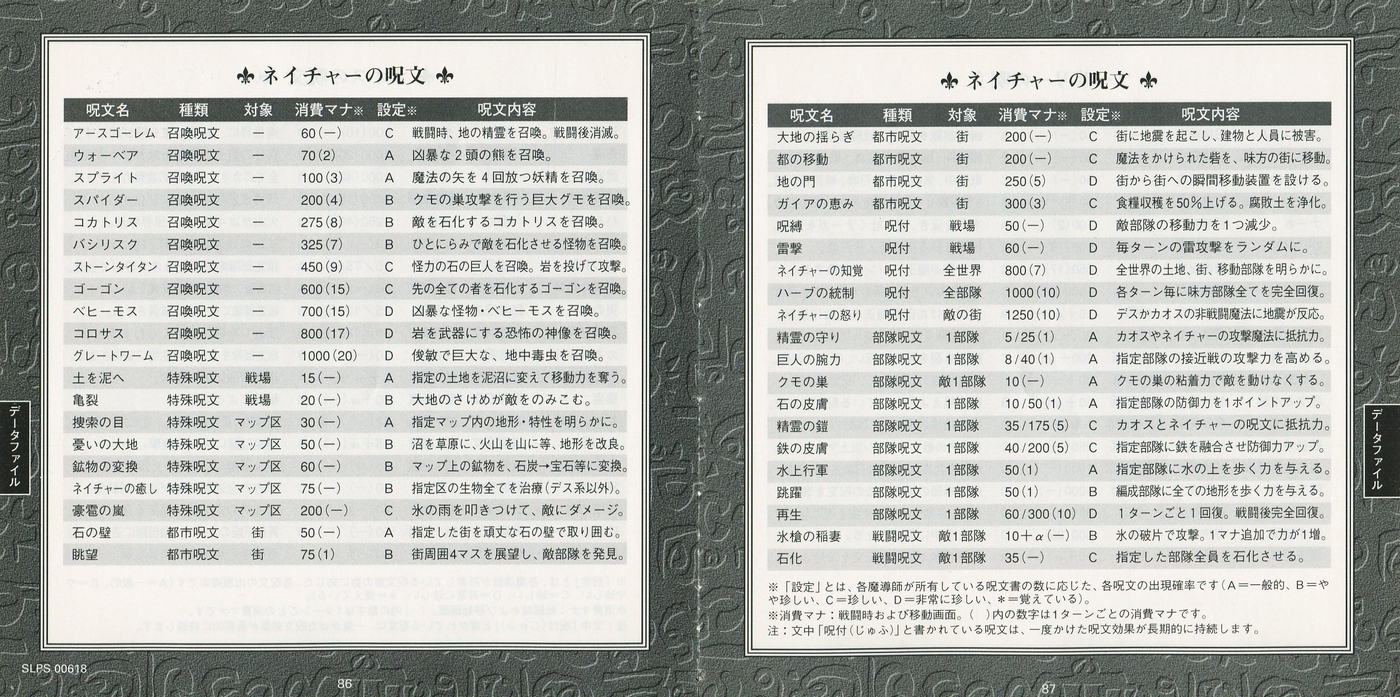 ネイチャーの呪文
呪文名 種類 対象 消費マナ※ 設定※ 呪文内容
アースゴーレム 召喚呪文 ― 60(―) C 戦闘時、地の精霊を召喚。戦闘後消滅。
ウォーベア 召喚呪文 ― 70(2) A 凶暴な2頭の熊を召喚。
スプライト 召喚呪文 ― 100(3) A 魔法の矢を4回放つ妖精を召喚。
スパイダー 召喚呪文 ― 200(4) B クモの巣攻撃を行う巨大グモを召喚。
コカトリス 召喚呪文 ― 275(8) B 敵を石化するコカトリスを召喚。
バシリスク 召喚呪文 ― 325(7) B ひとにらみで敵を石化させる怪物を召喚。
ストーンタイタン 召喚呪文 ― 450(9) C 怪力の石の巨人を召喚。岩を投げて攻撃。
ゴーゴン 召喚呪文 ― 600(15) C 先の全ての者を石化するゴーゴンを召喚。
ベヒーモス 召喚呪文 ― 700(15) D 凶暴な怪物・ベヒーモスを召喚。
コロサス 召喚呪文 ― 800(17) D 岩を武器にする恐怖の神像を召喚。
グレートワーム 召喚呪文 ― 1000(20) D 俊敏で巨大な、地中毒虫を召喚。
土を泥へ 特殊呪文 戦場 15(―) A 指定の土地を泥沼に変えて移動力を奪う。
亀裂 特殊呪文 戦場 20(―) B 大地のさけめが敵をのみこむ。
捜索の目 特殊呪文 マップ区 30(―) A 指定マップ内の地形・特性を明らかに。
憂いの大地 特殊呪文 マップ区 50(―) B 沼を草原に、火山を山に等、地形を改良。
鉱物の変換 特殊呪文 マップ区 60(―) B マップ上の鉱物を、石炭→宝石等に変換。
ネイチャーの癒し 特殊呪文 マップ区 75(―) B 指定区の生物全てを治療(デス系以外)。
豪雹の嵐 特殊呪文 マップ区 200(―) C 氷の雨を叩きつけて、敵にダメージ。
石の壁 都市呪文 街 50(―) A 指定した街を頑丈な石の壁で取り囲む。
眺望 都市呪文 街 75(1) B 街周囲4マスを展望し、敵部隊を発見。
データファイル
SLPS 00618
86
ネイチャーの呪文
呪文名 種類 対象 消費マナ※ 設定※ 呪文内容
大地の揺らぎ 都市呪文 街 200(―) C 街に地震を起こし、建物と人員に被害。
都の移動 都市呪文 街 200(―) C 魔法をかけられた砦を、味方の街に移動。
地の門 都市呪文 街 250(5) D 街から街への瞬間移動装置を設ける。
ガイアの恵み 都市呪文 街 300(3) C 食糧収穫を50%上げる。腐敗土を浄化。
呪縛 呪付 戦場 50(―) D 敵部隊の移動力を1つ減少。
雷撃 呪付 戦場 60(―) D 毎ターンの雷攻撃をランダムに。
ネイチャーの知覚 呪付 全世界 800(7) D 全世界の土地、街、移動部隊を明らかに。
ハーブの統制 呪付 全部隊 1000(10) D 各ターン毎に味方部隊全てを完全回復。
ネイチャーの怒り 呪付 敵の街 1250(10) D デスかカオスの非戦闘魔法に地震が反応。
精霊の守り 部隊呪文 1部隊 5/25(1) A カオスやネイチャーの攻撃魔法に抵抗力。
巨人の腕力 部隊呪文 1部隊 8/40(1) A 指定部隊の接近戦の攻撃力を高める。
クモの巣 部隊呪文 敵1部隊 10(―) A クモの巣の粘着力で敵を動けなくする。
石の皮膚 部隊呪文 1部隊 10/50(1) A 指定部隊の防御力を1ポイントアップ。
精霊の鎧 部隊呪文 1部隊 35/175(5) C カオスとネイチャーの呪文に抵抗力。
鉄の皮膚 部隊呪文 1部隊 40/200(5) C 指定部隊に鉄を融合させ防御力アップ。
水上行軍 部隊呪文 1部隊 50(1) A 指定部隊に水の上を歩く力を与える。
跳躍 部隊呪文 1部隊 50(1) B 編成部隊に全ての地形を歩く力を与える。
再生 部隊呪文 1部隊 60/300(10) D 1ターンごと1回復。戦闘後完全回復。
氷槍の稲妻 戦闘呪文 敵1部隊 10+α(―) B 氷の破片で攻撃。1マナ追加で力が1増。
石化 戦闘呪文 敵1部隊 35(―) C 指定した部隊全員を石化させる。
※「設定」とは、各魔導師が所有している呪文書の数に応じた、各呪文の出現確率です(A=一般的、B=や
や珍しい、C=珍しい、D=非常に珍しい、*=覚えている)。
※消費マナ:戦闘時および移動画面。( )内の数字は1ターンごとの消費マナです。
注:文中「呪付(じゅふ)」と書かれている呪文は、一度かけた呪文効果が長期的に持続します。
データファイル
87